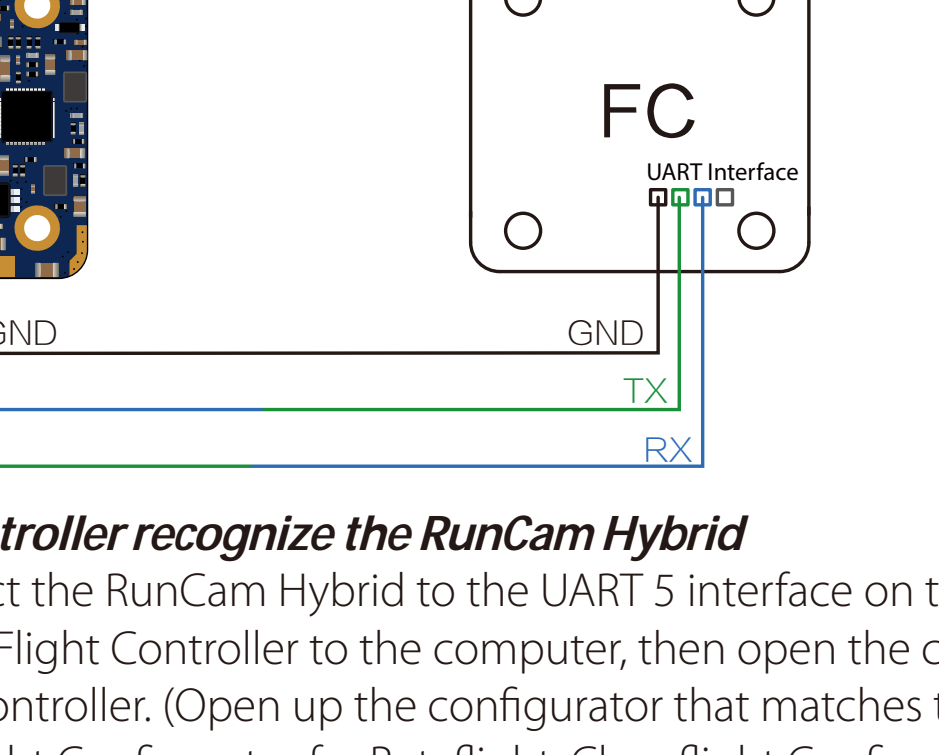 FC
UART Interface
GND GND
TX
RX
troller recognize the RunCam Hybrid
ct the RunCam Hybrid to the UART 5 interface on t
Flight Controller to the computer, then open the c
ontroller. (Open up the configurator that matches t